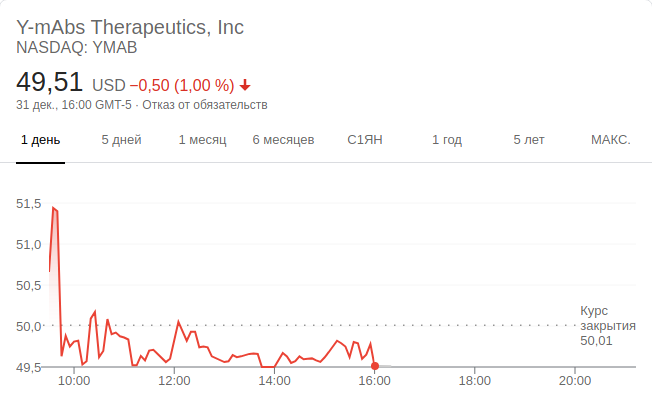 Y-mAbs Therapeutics, Inc
NASDAQ: YMAB
49,51 USD −0,50 (1,00 %)
31 дек., 16:00 GMT-5 · Отказ от обязательств
1 день 5 дней 1 месяц 6 месяцев С1ЯН 1 год 5 лет МАКС.
51,5
51,0
50,5
Курс
50,0 закрытия
50,01
49,5
10:00 12:00 14:00 16:00 18:00 20:00